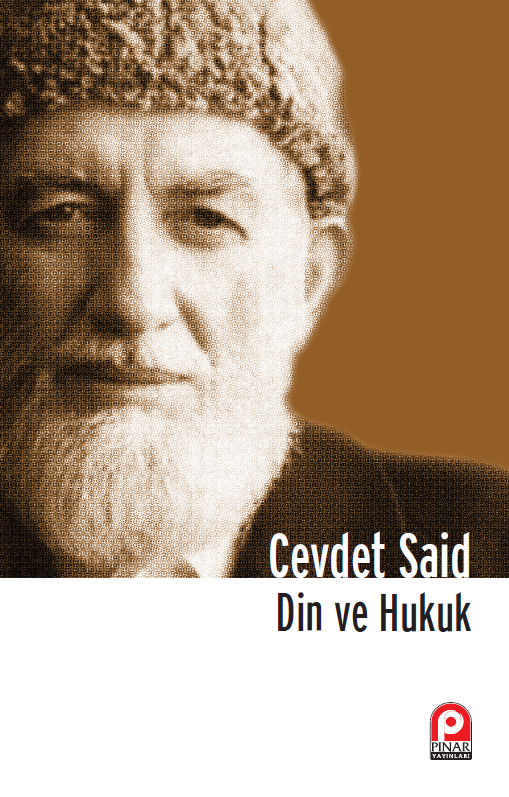 Cevdet Said
Din ve Hukuk
PINAR
YAYINLARI